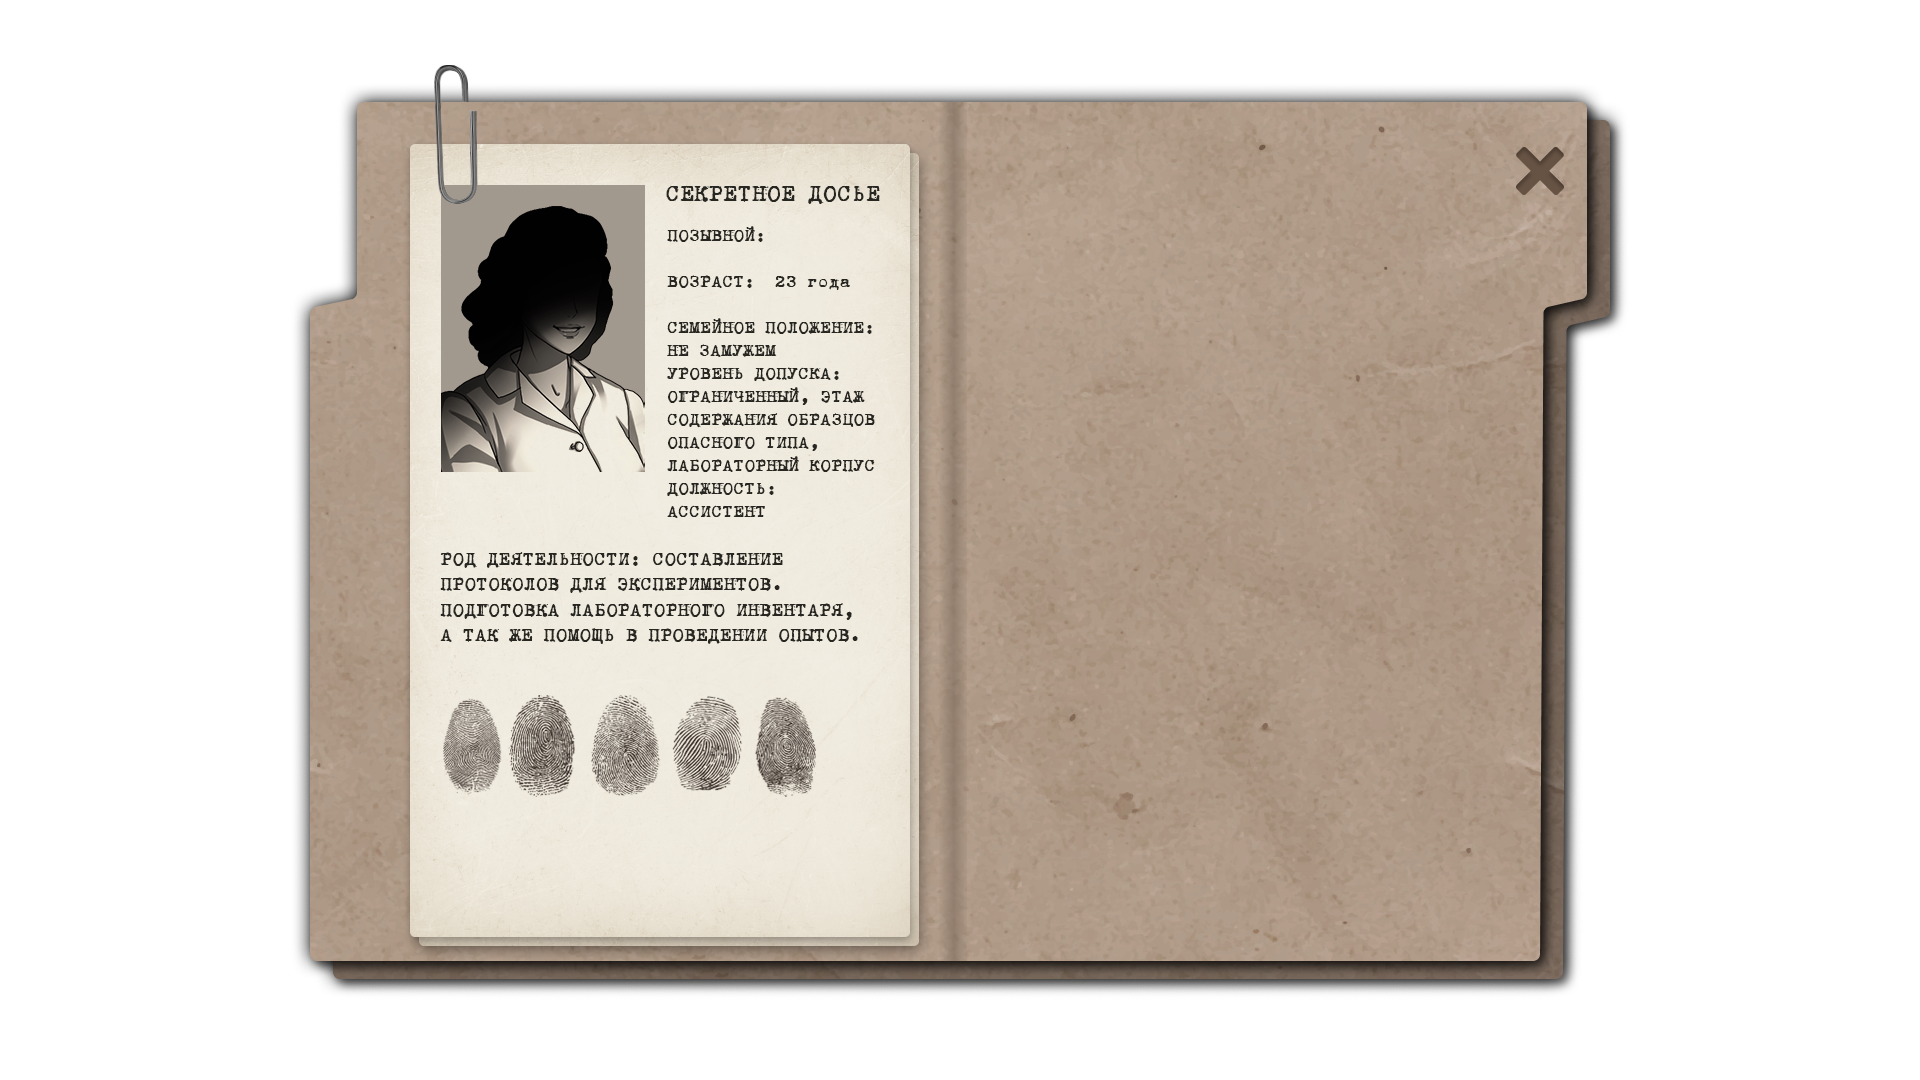 СЕКРЕТНОЕ ДОСЬЕ
ПОЗЫВНОЙ:
ВОЗРАСТ: 23 года
СЕМЕЙНОЕ ПОЛОЖЕНИЕ:
НЕ ЗАМУЖЕМ
УРОВЕНЬ ДОПУСКА:
ОГРАНИЧЕННЫЙ, ЭТАЖ
СОДЕРЖАНИЯ ОБРАЗЦОВ
ОПАСНОГО ТИПА,
ЛАБОРАТОРНЫЙ КОРПУС
ДОЛЖНОСТЬ:
АССИСТЕНТ
РОД ДЕЯТЕЛЬНОСТИ: СОСТАВЛЕНИЕ
ПРОТОКОЛОВ ДЛЯ ЭКСПЕРИМЕНТОВ.
ПОДГОТОВКА ЛАБОРАТОРНОГО ИНВЕНТАРЯ,
А ТАК ЖЕ ПОМОЩЬ В ПРОВЕДЕНИИ ОПЫТОВ.